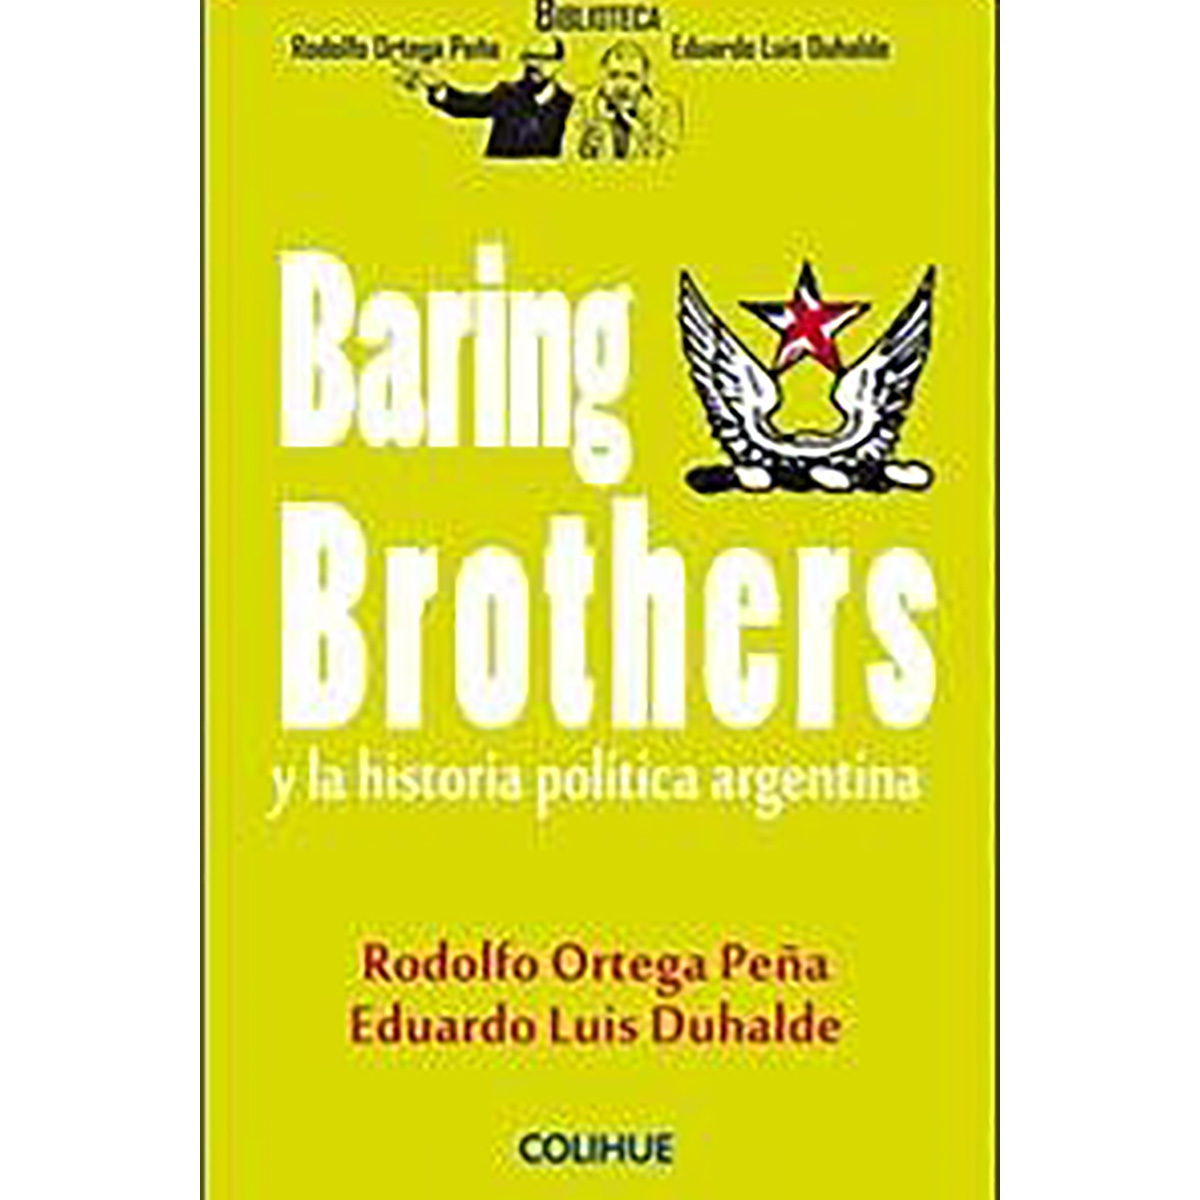 BIBLIOTECA
Rodolfo Ortega Peña Eduardo Luis Duhalde
Baring
Brothers
y la historia política argentina
Rodolfo Ortega Peña
Eduardo Luis Duhalde
COLIHUE